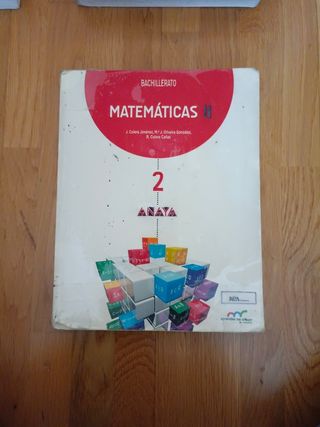 BACHILLERATO
MATEMÁTICAS II
J. Colera Jiménez, M.ª J. Oliveira González,
R. Colera Cañas
2
ANAYA